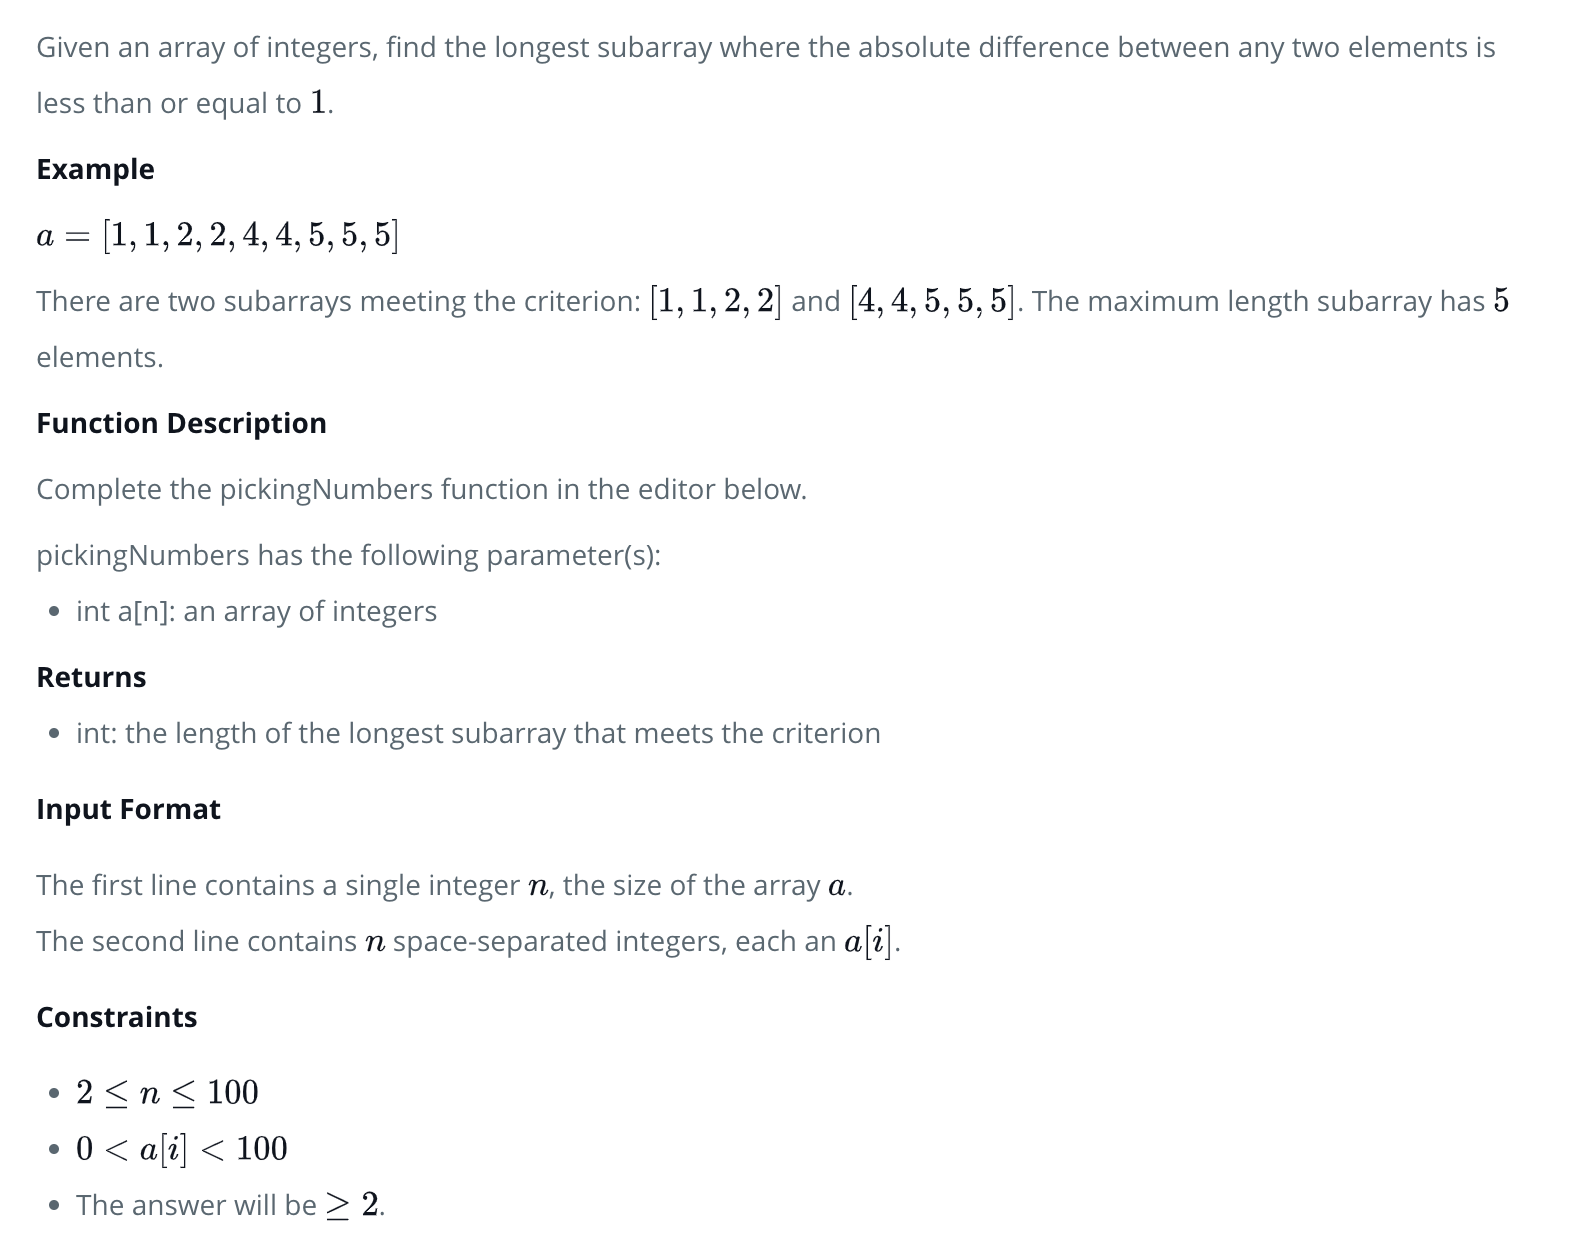 Given an array of integers, find the longest subarray where the absolute difference between any two elements is
less than or equal to 1.
Example
a = [1, 1, 2, 2, 4, 4, 5, 5, 5]
There are two subarrays meeting the criterion: [1, 1, 2, 2] and [4, 4, 5, 5, 5]. The maximum length subarray has 5
elements.
Function Description
Complete the pickingNumbers function in the editor below.
pickingNumbers has the following parameter(s):
• int a[n]: an array of integers
Returns
• int: the length of the longest subarray that meets the criterion
Input Format
The first line contains a single integer n, the size of the array a.
The second line contains n space-separated integers, each an a[i].
Constraints
• 2 ≤ n ≤ 100
• 0 < a[i] < 100
• The answer will be ≥ 2.